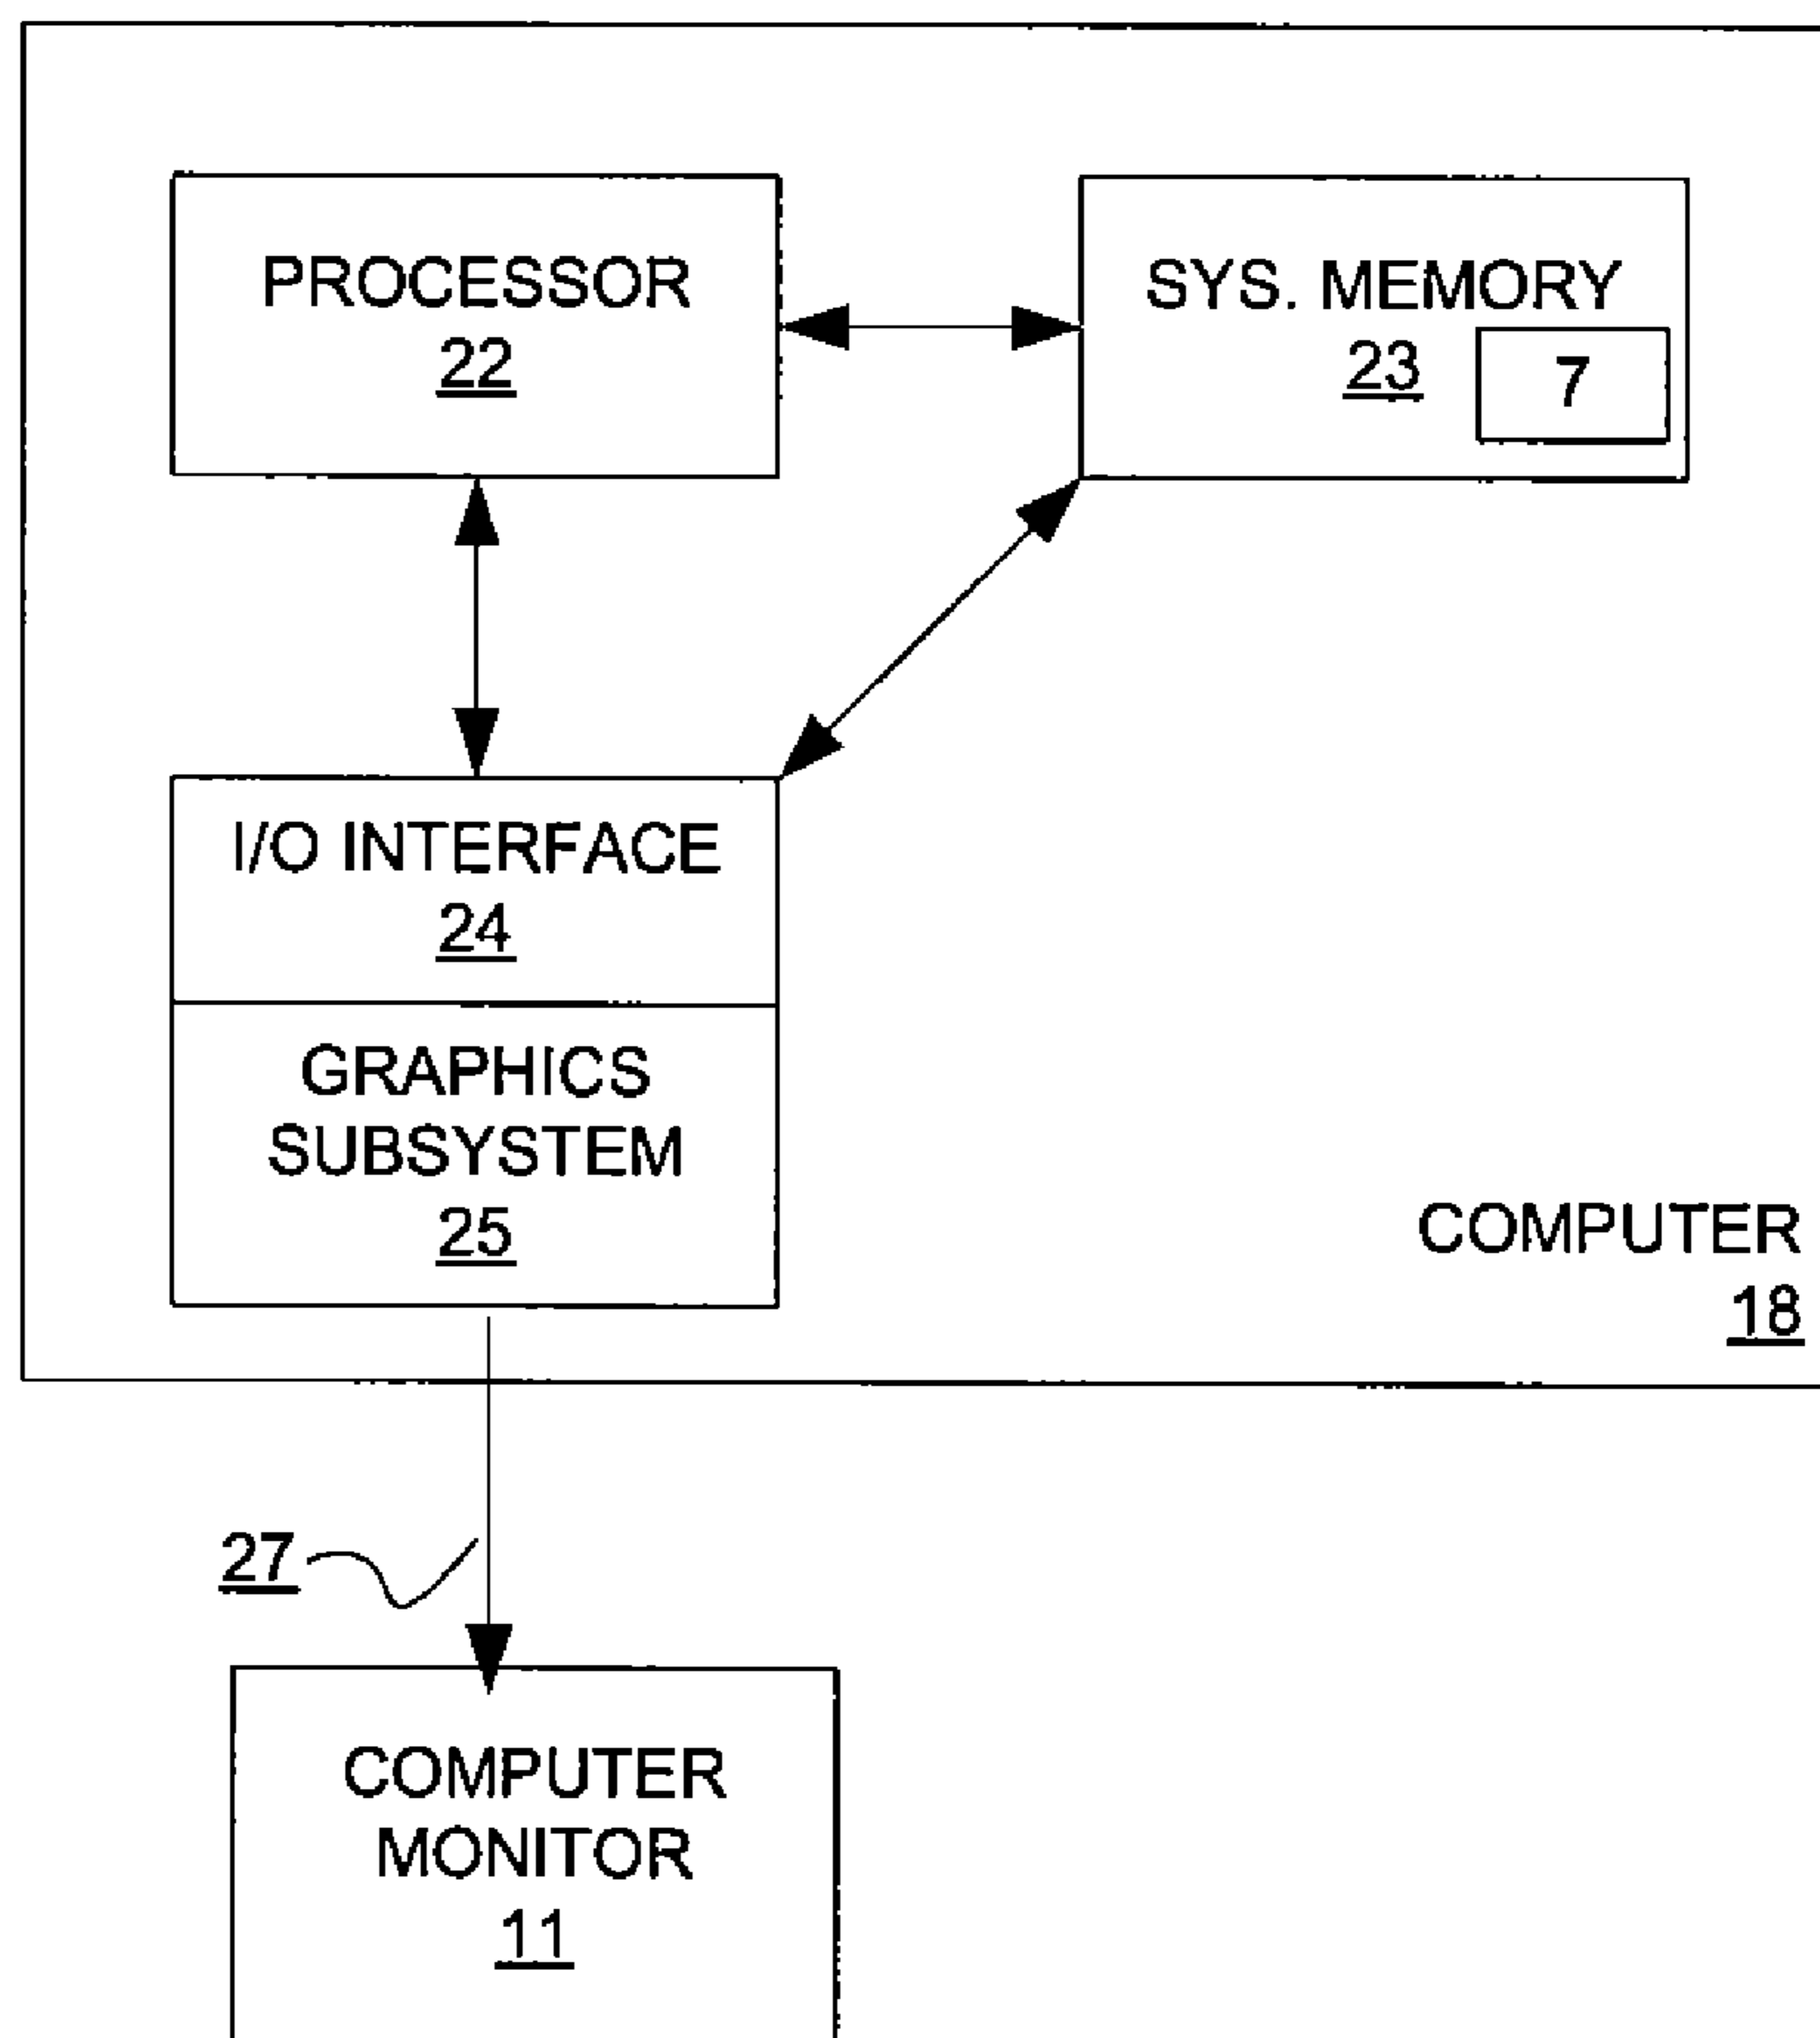 PROCESSOR
22
SYS. MEMORY
23
7
I/O INTERFACE
24
GRAPHICS
SUBSYSTEM
25
COMPUTER
18
27
COMPUTER
MONITOR
11